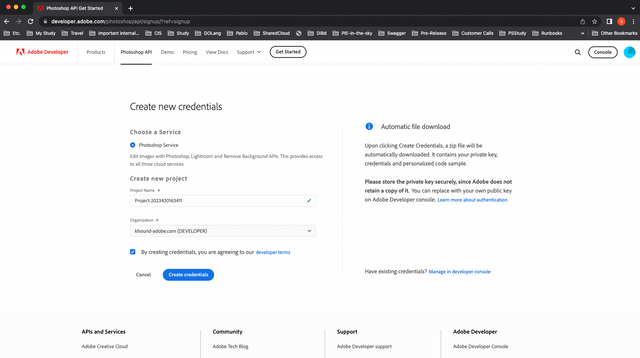 Photoshop API Get Started
developer.adobe.com/photoshop/api/signup/?ref=signup
Etc. My Study Travel Important Internal... CIS Study GOLang Pablo SharedCloud DiBd PIE-in-the-sky Swagger Pre-Release Customer Calls PSStudy Runbooks » Other Bookmarks
Adobe Developer Products Photoshop API Demo Pricing View Docs Support Get Started Console
Create new credentials
Choose a Service
Photoshop Service
Edit images with Photoshop, Lightroom and Remove Background APIs. This provides access
to all three cloud services.
Create new project
Project Name *
Project 2023420163411
Organization *
khound-adobe.com (DEVELOPER)
By creating credentials, you are agreeing to our developer terms
Cancel Create credentials
Automatic file download
Upon clicking Create Credentials, a zip file will be
automatically downloaded. It contains your private key,
credentials and personalized code sample.
Please store the private key securely, since Adobe does not
retain a copy of it. You can replace with your own public key
on Adobe Developer console. Learn more about authentication.
Have existing credentials? Manage in developer console
APIs and Services Community Support Adobe Developer
Adobe Creative Cloud Adobe Tech Blog Adobe Developer support Adobe Developer Console